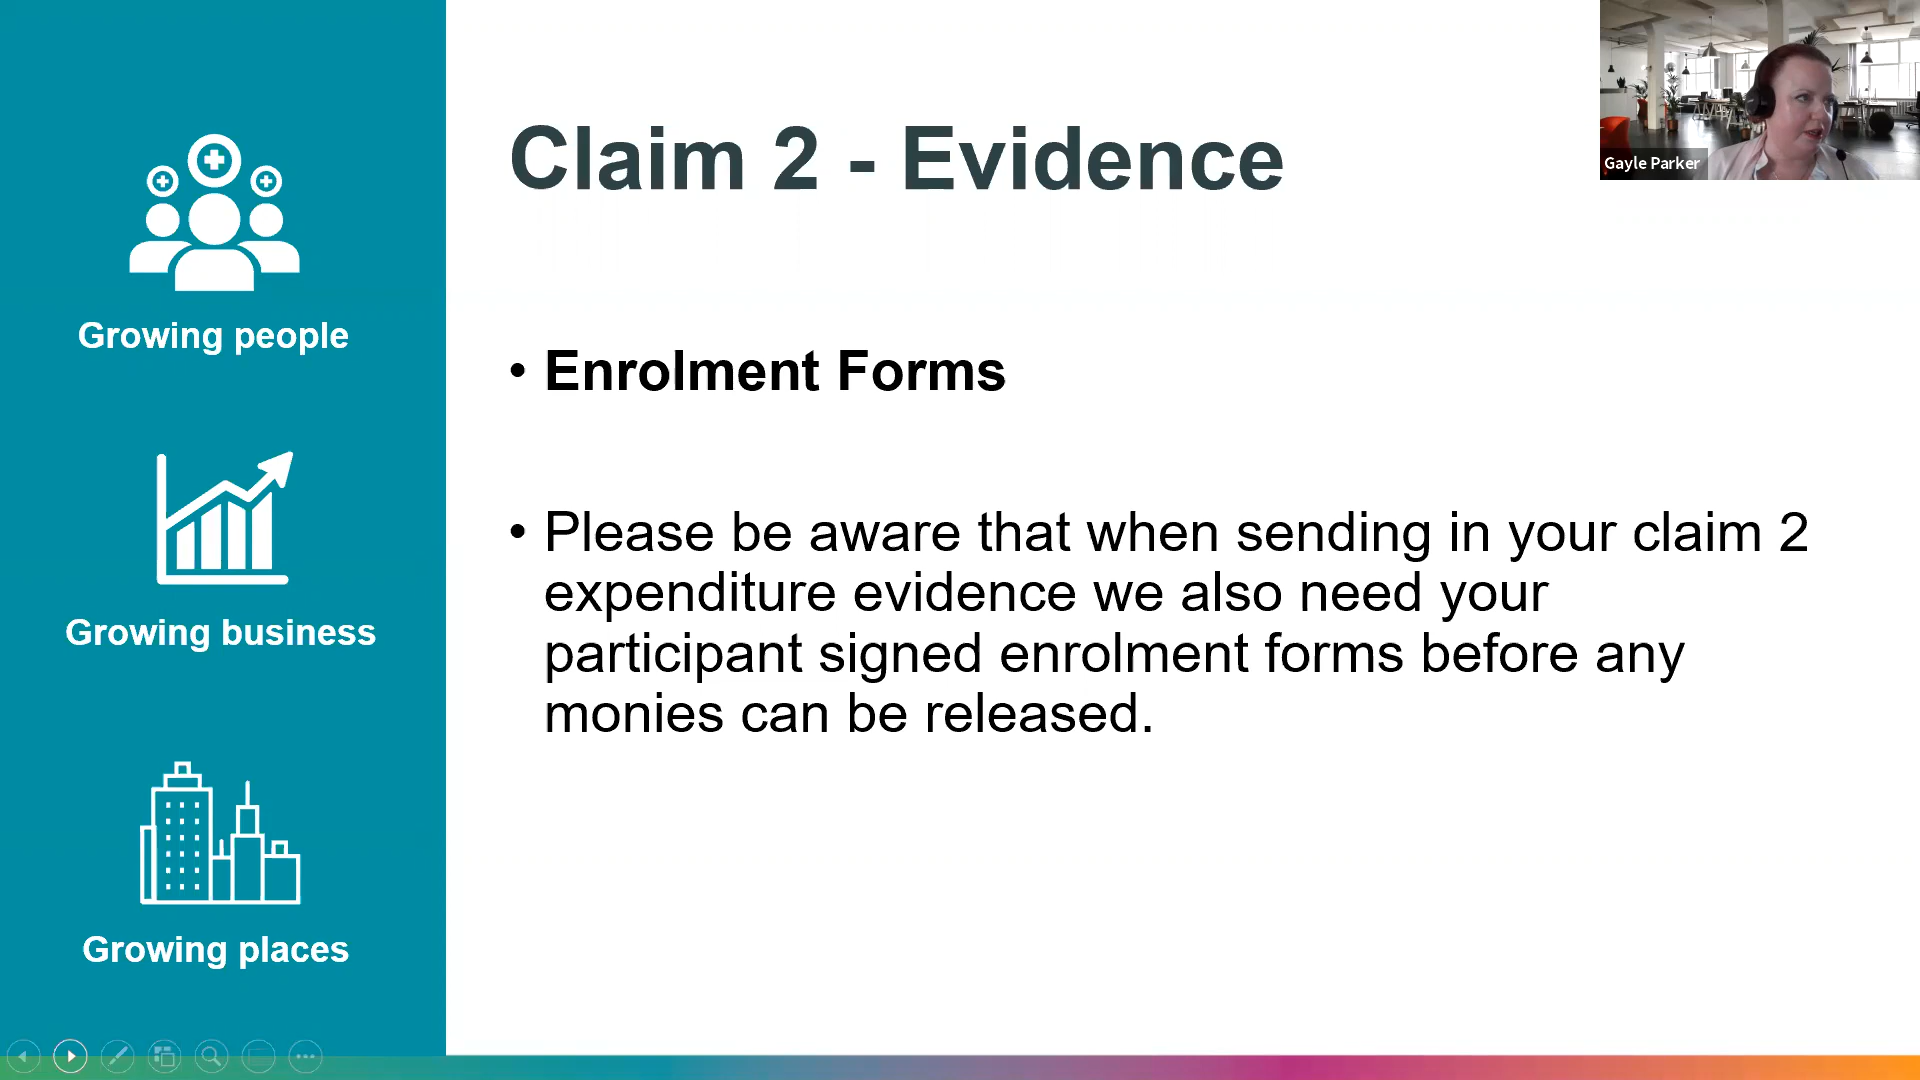 Claim 2 - Evidence
Gayle Parker
Growing people
Growing business
Growing places
• Enrolment Forms
• Please be aware that when sending in your claim 2
expenditure evidence we also need your
participant signed enrolment forms before any
monies can be released.